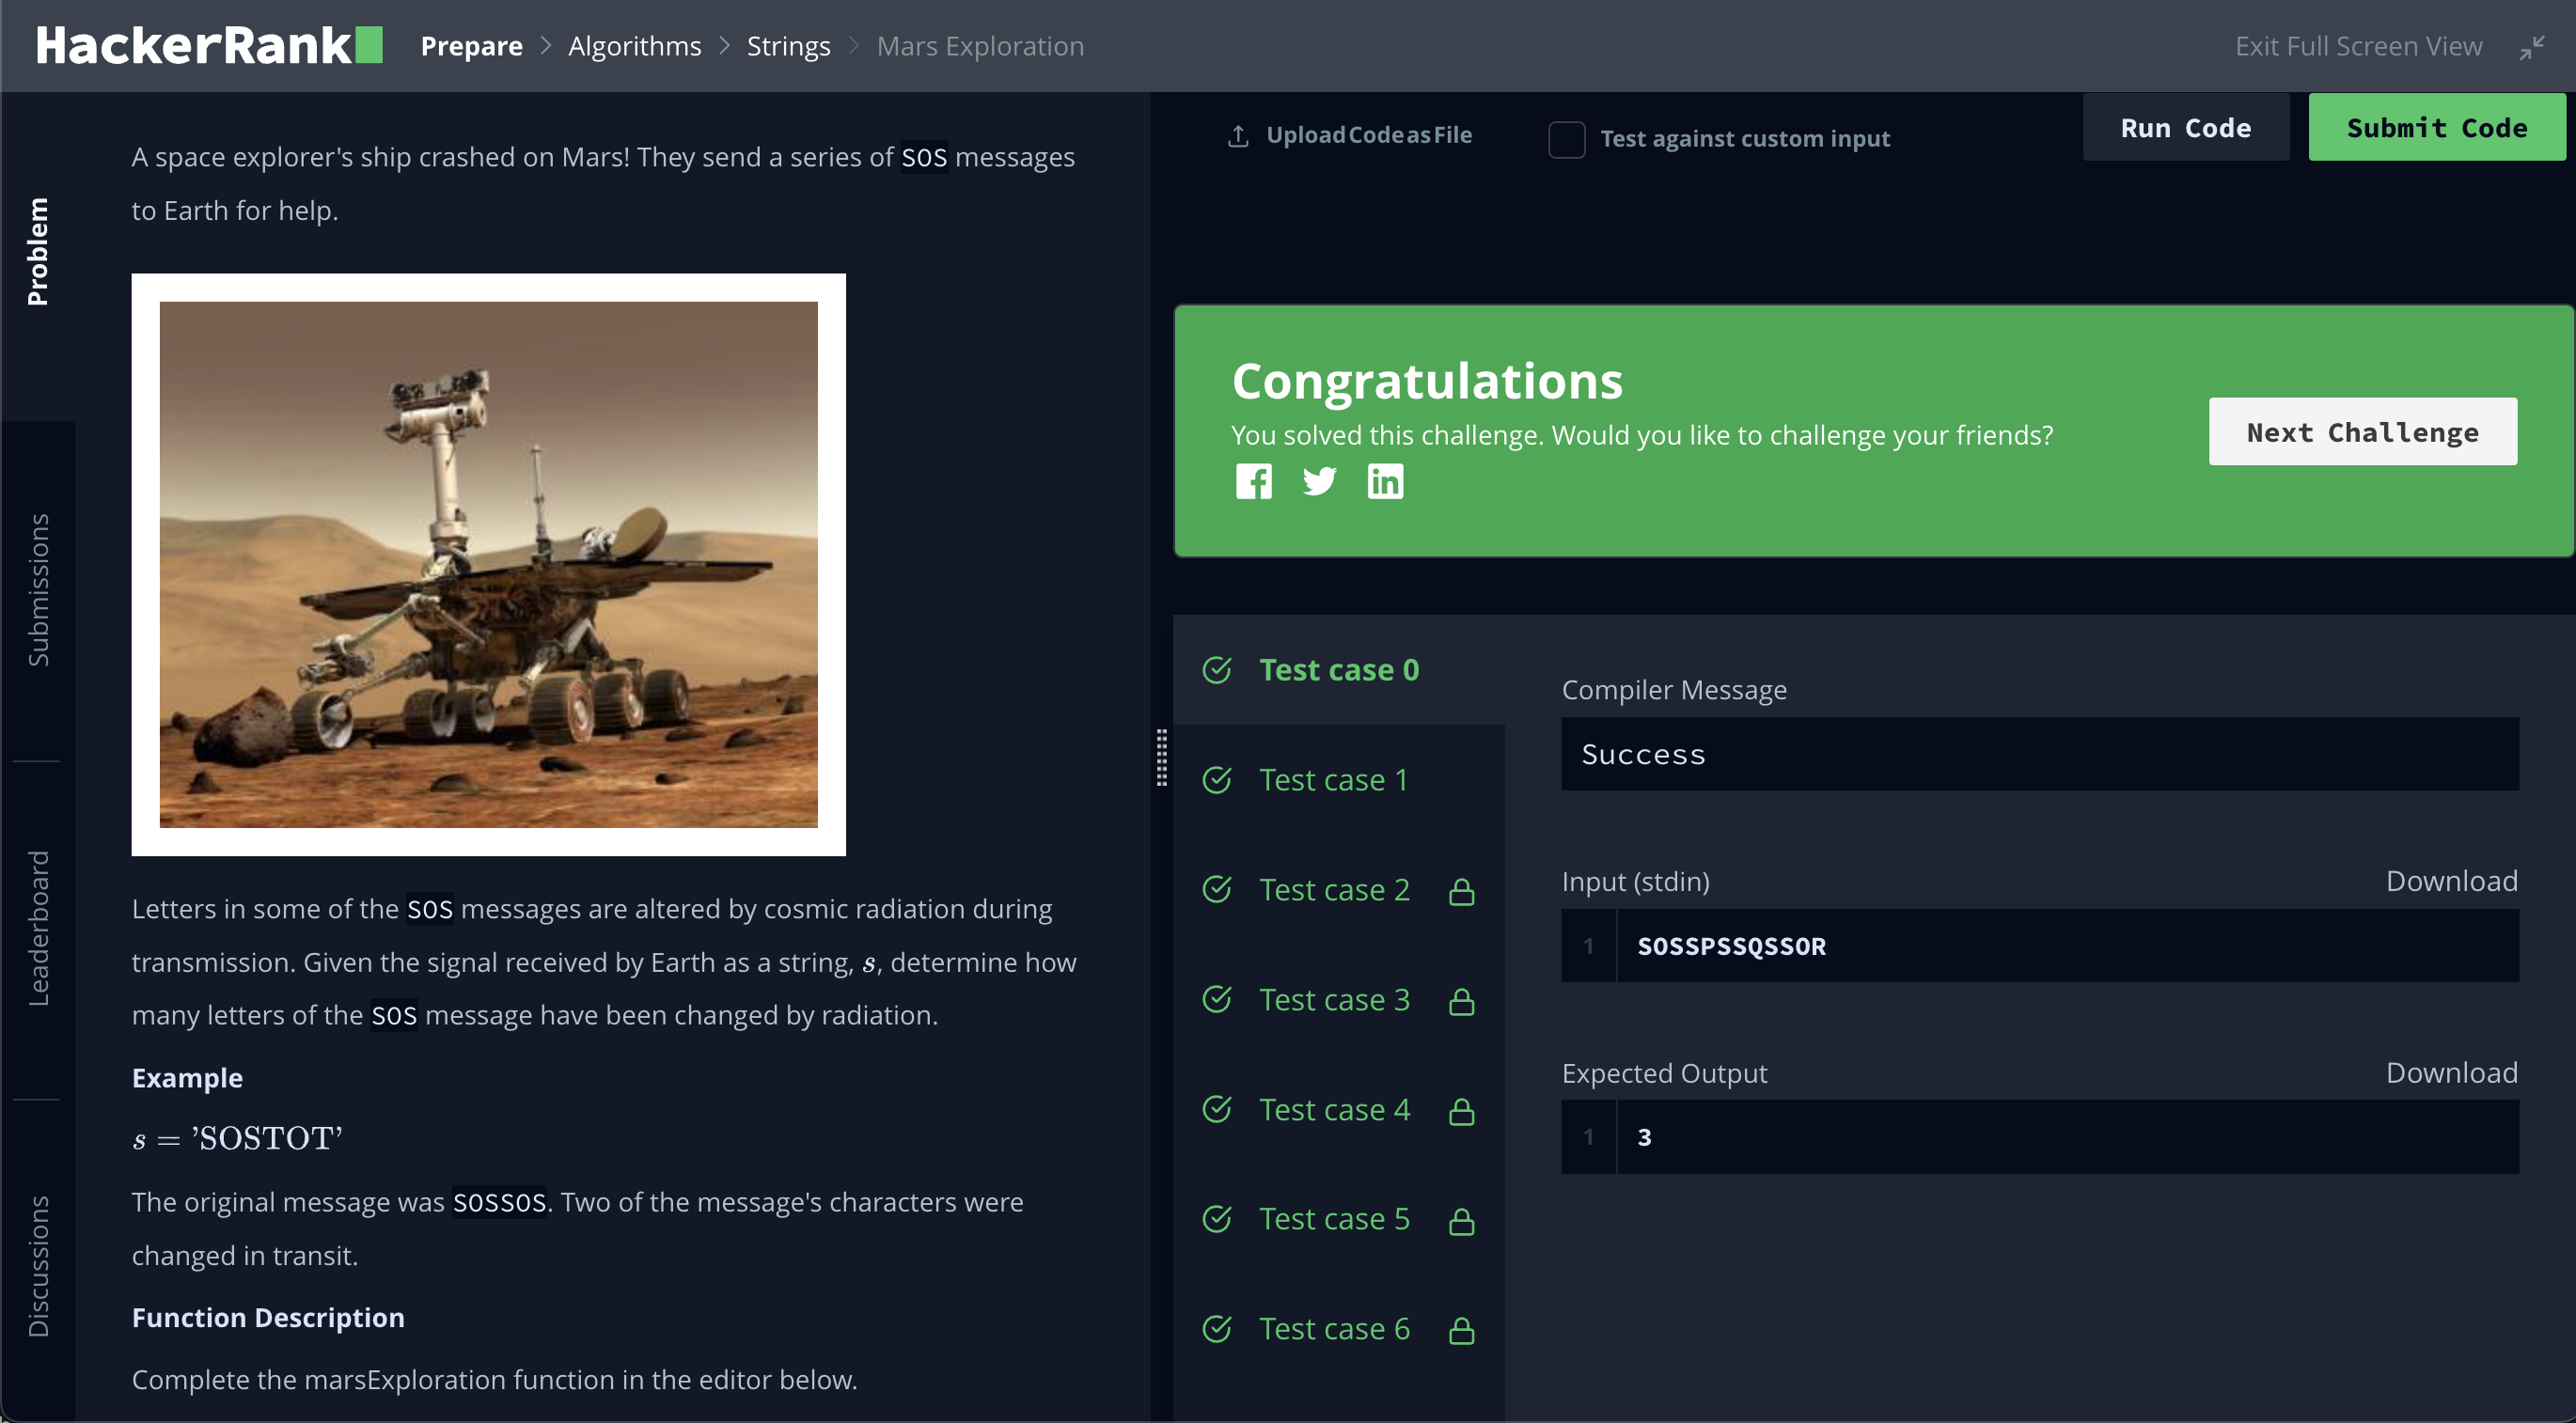 HackerRank
Prepare > Algorithms > Strings > Mars Exploration
Exit Full Screen View
Problem
Submissions
Leaderboard
Discussions
A space explorer's ship crashed on Mars! They send a series of SOS messages
to Earth for help.
Letters in some of the SOS messages are altered by cosmic radiation during
transmission. Given the signal received by Earth as a string, s, determine how
many letters of the SOS message have been changed by radiation.
Example
s = 'SOSTOT'
The original message was SOSSOS. Two of the message's characters were
changed in transit.
Function Description
Complete the marsExploration function in the editor below.
Upload Code as File
Test against custom input
Run Code
Submit Code
Congratulations
You solved this challenge. Would you like to challenge your friends?
Next Challenge
Test case 0
Test case 1
Test case 2
Test case 3
Test case 4
Test case 5
Test case 6
Compiler Message
Success
Input (stdin)
Download
1 SOSSPSSQSSOR
Expected Output
Download
1 3